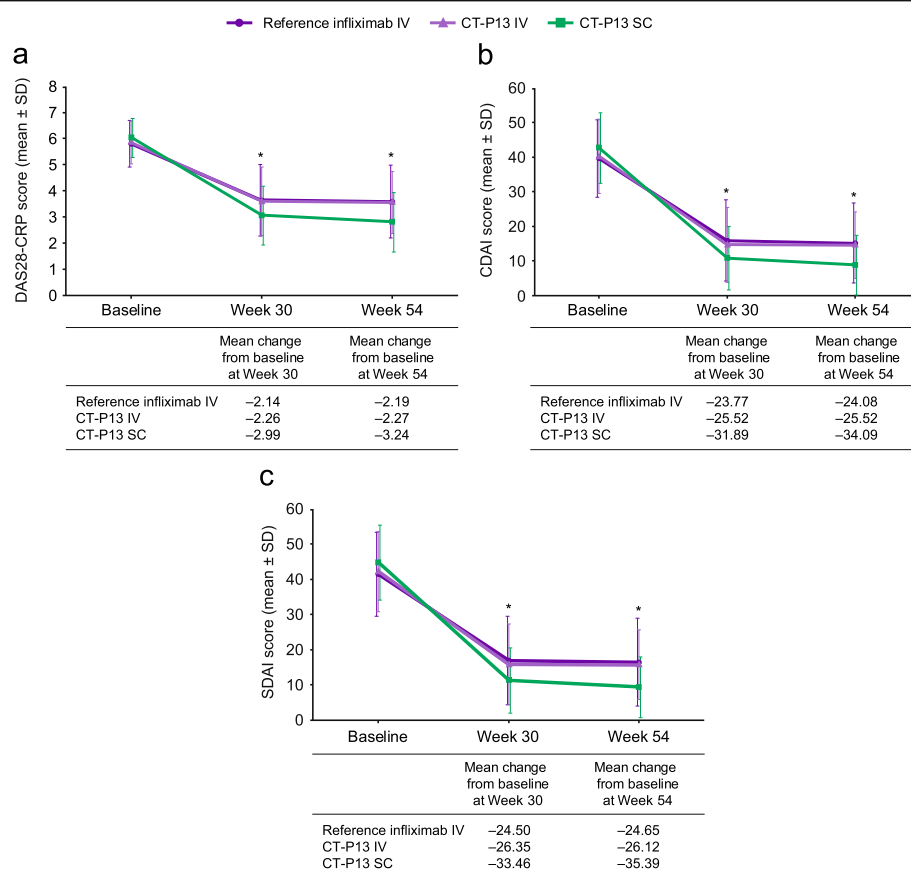 Reference infliximab IV CT-P13 IV CT-P13 SC
a
DAS28-CRP score (mean ± SD)
8
7
6
5
4
3
2
1
0
*
*
Baseline Week 30 Week 54
Mean change from baseline at Week 30
Mean change from baseline at Week 54
Reference infliximab IV –2.14 –2.19
CT-P13 IV –2.26 –2.27
CT-P13 SC –2.99 –3.24
b
CDAI score (mean ± SD)
60
50
40
30
20
10
0
*
*
Baseline Week 30 Week 54
Mean change from baseline at Week 30
Mean change from baseline at Week 54
Reference infliximab IV –23.77 –24.08
CT-P13 IV –25.52 –25.52
CT-P13 SC –31.89 –34.09
c
SDAI score (mean ± SD)
60
50
40
30
20
10
0
*
*
Baseline Week 30 Week 54
Mean change from baseline at Week 30
Mean change from baseline at Week 54
Reference infliximab IV –24.50 –24.65
CT-P13 IV –26.35 –26.12
CT-P13 SC –33.46 –35.39